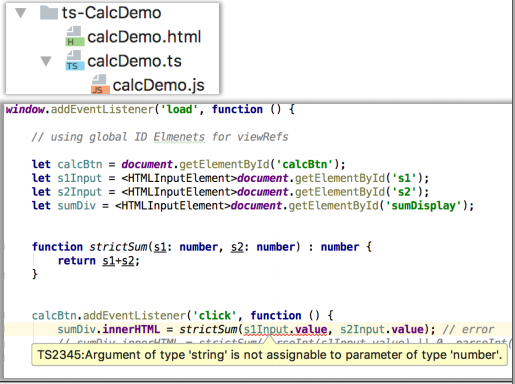 ts-CalcDemo
H calcDemo.html
TS calcDemo.ts
JS calcDemo.js
window.addEventListener('load', function () {
// using global ID Elmenets for viewRefs
let calcBtn = document.getElementById('calcBtn');
let s1Input = <HTMLInputElement>document.getElementById('s1');
let s2Input = <HTMLInputElement>document.getElementById('s2');
let sumDiv = <HTMLInputElement>document.getElementById('sumDisplay');
function strictSum(s1: number, s2: number) : number {
return s1+s2;
}
calcBtn.addEventListener('click', function () {
sumDiv.innerHTML = strictSum(s1Input.value, s2Input.value); // error
TS2345:Argument of type 'string' is not assignable to parameter of type 'number'.